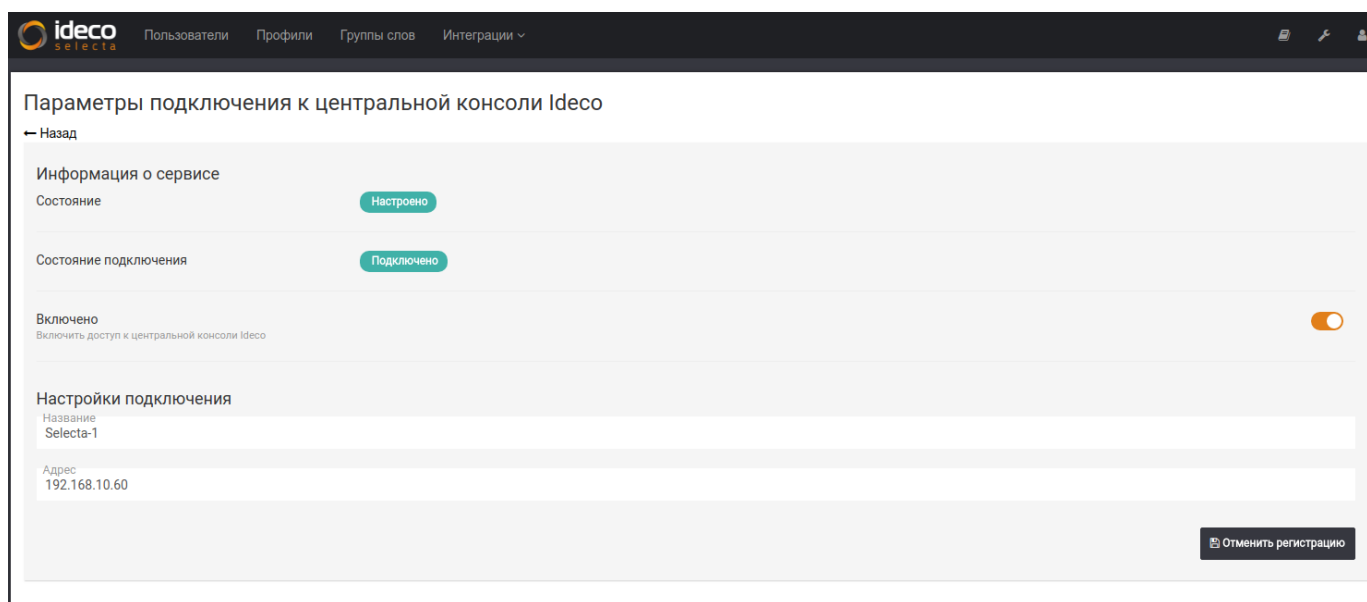 ideco
selecta
Пользователи Профили Группы слов Интеграции
Параметры подключения к центральной консоли Ideco
← Назад
Информация о сервисе
Состояние Настроено
Состояние подключения Подключено
Включено
Включить доступ к центральной консоли Ideco
Настройки подключения
Название
Selecta-1
Адрес
192.168.10.60
Отменить регистрацию